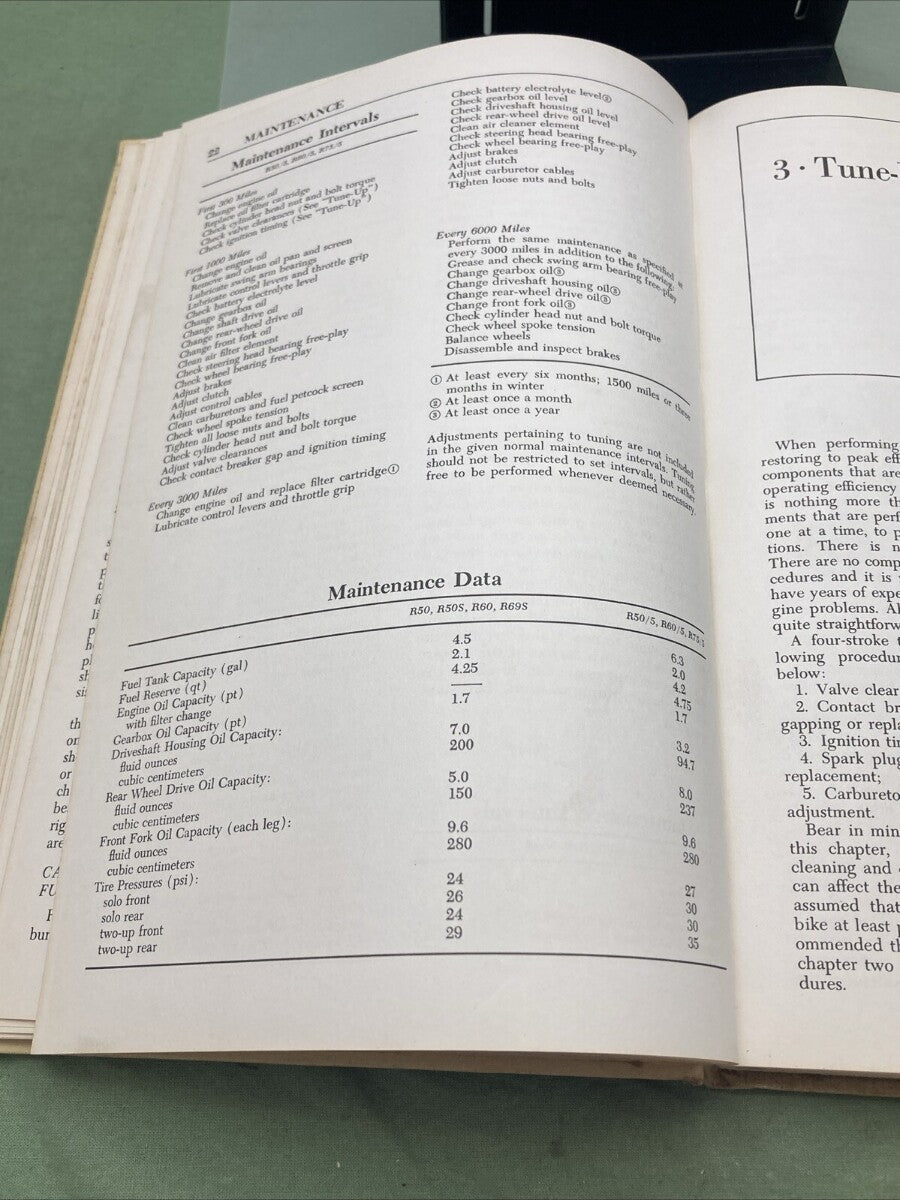 22 MAINTENANCE
Maintenance Intervals
R50/5, R60/5, R75/5
First 300 Miles
Change engine oil
Replace oil filter cartridge
Check cylinder head nut and bolt torque
Check valve clearances (See "Tune-Up")
Check ignition timing (See "Tune-Up")
First 1000 Miles
Change engine oil
Remove and clean oil pan and screen
Lubricate swing arm bearings
Lubricate control levers and throttle grip
Check battery electrolyte level
Change gearbox oil
Change shaft drive oil
Change rear-wheel drive oil
Change front fork oil
Clean air filter element
Check steering head bearing free-play
Check wheel bearing free-play
Adjust brakes
Adjust clutch
Adjust control cables
Clean carburetors and fuel petcock screen
Check wheel spoke tension
Tighten all loose nuts and bolts
Check cylinder head nut and bolt torque
Adjust valve clearances
Check contact breaker gap and ignition timing
Every 3000 Miles
Change engine oil and replace filter cartridge①
Lubricate control levers and throttle grip
Check battery electrolyte level②
Check gearbox oil level
Check driveshaft housing oil level
Check rear-wheel drive oil level
Clean air cleaner element
Check steering head bearing free-play
Check wheel bearing free-play
Adjust brakes
Adjust clutch
Adjust carburetor cables
Tighten loose nuts and bolts
Every 6000 Miles
Perform the same maintenance as specified
every 3000 miles in addition to the following:
Grease and check swing arm bearing free-play
Change gearbox oil③
Change driveshaft housing oil③
Change rear-wheel drive oil③
Change front fork oil③
Check cylinder head nut and bolt torque
Check wheel spoke tension
Balance wheels
Disassemble and inspect brakes
① At least every six months; 1500 miles or three
months in winter
② At least once a month
③ At least once a year
Adjustments pertaining to tuning are not included
in the given normal maintenance intervals. Tuning
should not be restricted to set intervals, but rather
free to be performed whenever deemed necessary.
Maintenance Data
R50, R50S, R60, R69S R50/5, R60/5, R75/5
Fuel Tank Capacity (gal) 4.5 6.3
Fuel Reserve (qt) 2.1 2.0
Engine Oil Capacity (pt) 4.25 4.2
with filter change — 4.75
Gearbox Oil Capacity (pt) 1.7 1.7
Driveshaft Housing Oil Capacity:
fluid ounces 7.0 3.2
cubic centimeters 200 94.7
Rear Wheel Drive Oil Capacity:
fluid ounces 5.0 8.0
cubic centimeters 150 237
Front Fork Oil Capacity (each leg):
fluid ounces 9.6 9.6
cubic centimeters 280 280
Tire Pressures (psi):
solo front 24 27
solo rear 26 30
two-up front 24 30
two-up rear 29 35
3 · Tune-
When performing
restoring to peak eff
components that are
operating efficiency
is nothing more th
ments that are perf
one at a time, to p
tions. There is n
There are no comp
cedures and it is
have years of expe
gine problems. Al
quite straightforw
A four-stroke t
lowing procedur
below:
1. Valve clear
2. Contact br
gapping or repla
3. Ignition tir
4. Spark plug
replacement;
5. Carbureto
adjustment.
Bear in min
this chapter,
cleaning and
can affect the
assumed that
bike at least p
ommended th
chapter two
dures.